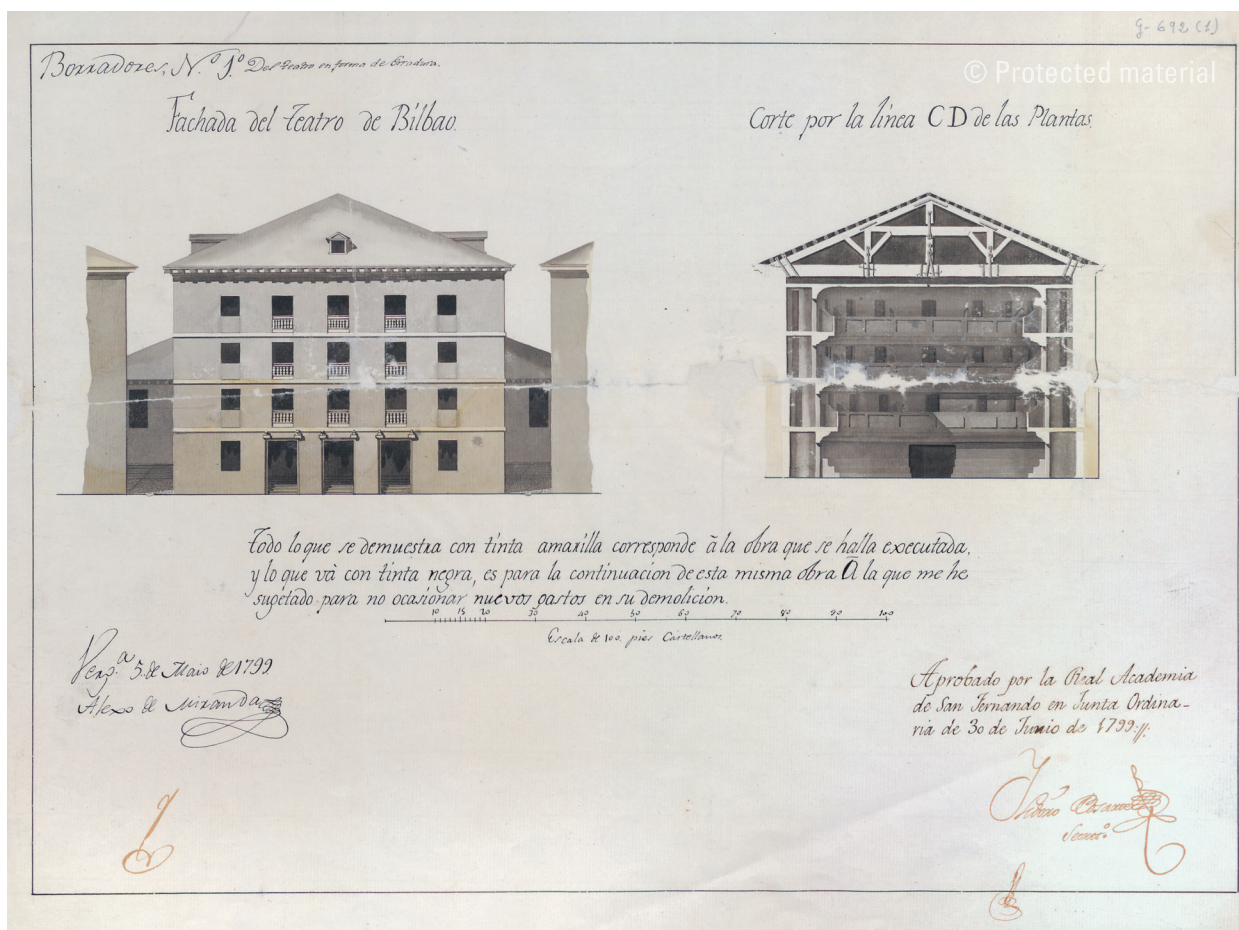 g-692 (1)
Borradores, N.º 1.º Del teatro en forma de erradura.
© Protected material
Fachada del teatro de Bilbao.
Corte por la línea C D de las Plantas.
todo lo que se demuestra con tinta amarilla corresponde â la obra que se halla executada,
y lo que và con tinta negra, es para la continuacion de esta misma obra Â la que me he
sugetado para no ocasionar nuevos gastos en su demolicion.
10 15 20 30 40 50 60 70 80 90 100
Escala de 100. pies Castellanos.
Verg.ª 5. de Maio de 1799.
Alexo de Miranda
Aprobado por la Real Academia
de San Fernando en Junta Ordina-
ria de 30 de Junio de 1799.
Isidoro Bosarte
Secret.º